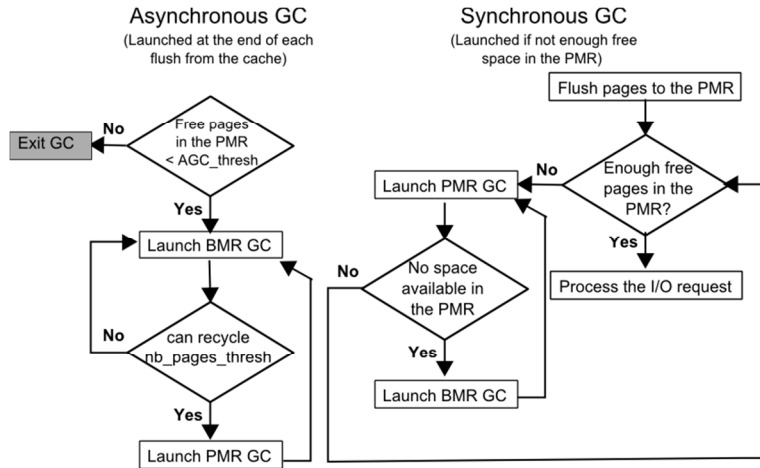 Asynchronous GC
(Launched at the end of each
flush from the cache)
Free pages
in the PMR
< AGC_thresh
No
Exit GC
Yes
Launch BMR GC
can recycle
nb_pages_thresh
No
Yes
Launch PMR GC
Synchronous GC
(Launched if not enough free
space in the PMR)
Flush pages to the PMR
Enough free
pages in the
PMR?
No
Yes
Process the I/O request
Launch PMR GC
No space
available in
the PMR
No
Yes
Launch BMR GC